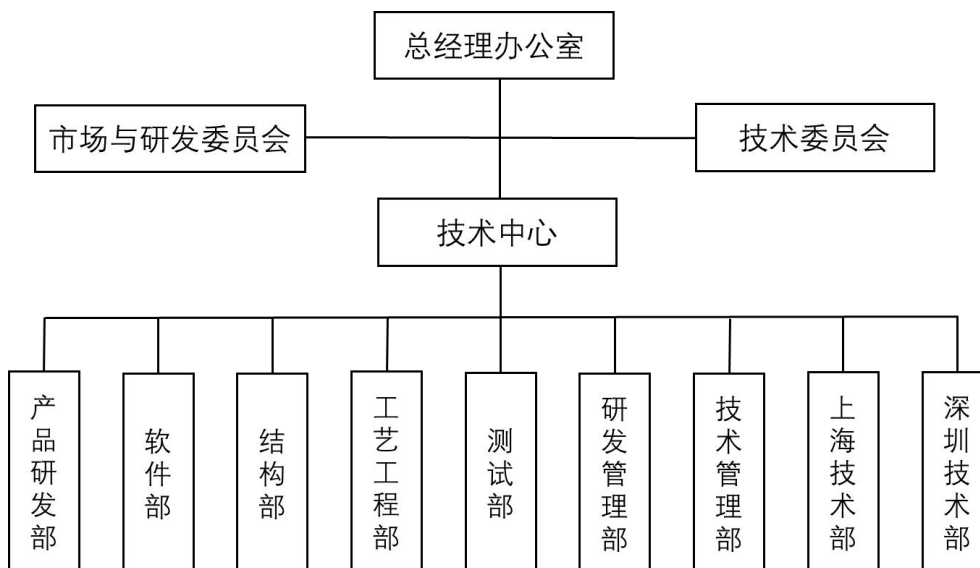 总经理办公室
市场与研发委员会
技术委员会
技术中心
产品研发部
软件部
结构部
工艺工程部
测试部
研发管理部
技术管理部
上海技术部
深圳技术部